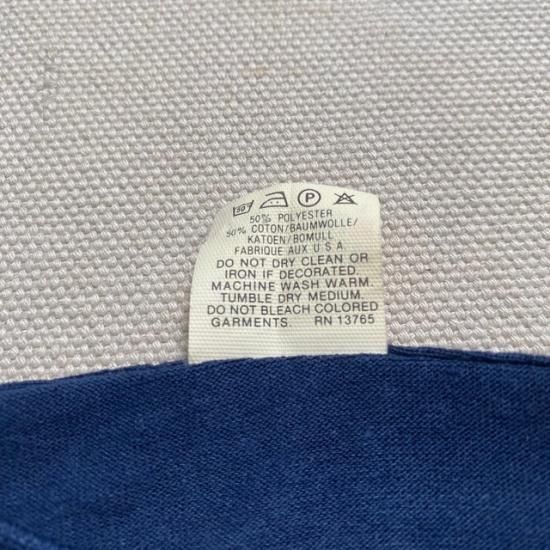 50 P
50% POLYESTER
50% COTON/BAUMWOLLE/
KATOEN/BOMULL
FABRIQUE AUX U S A
DO NOT DRY CLEAN OR
IRON IF DECORATED.
MACHINE WASH WARM.
TUMBLE DRY MEDIUM.
DO NOT BLEACH COLORED
GARMENTS. RN 13765